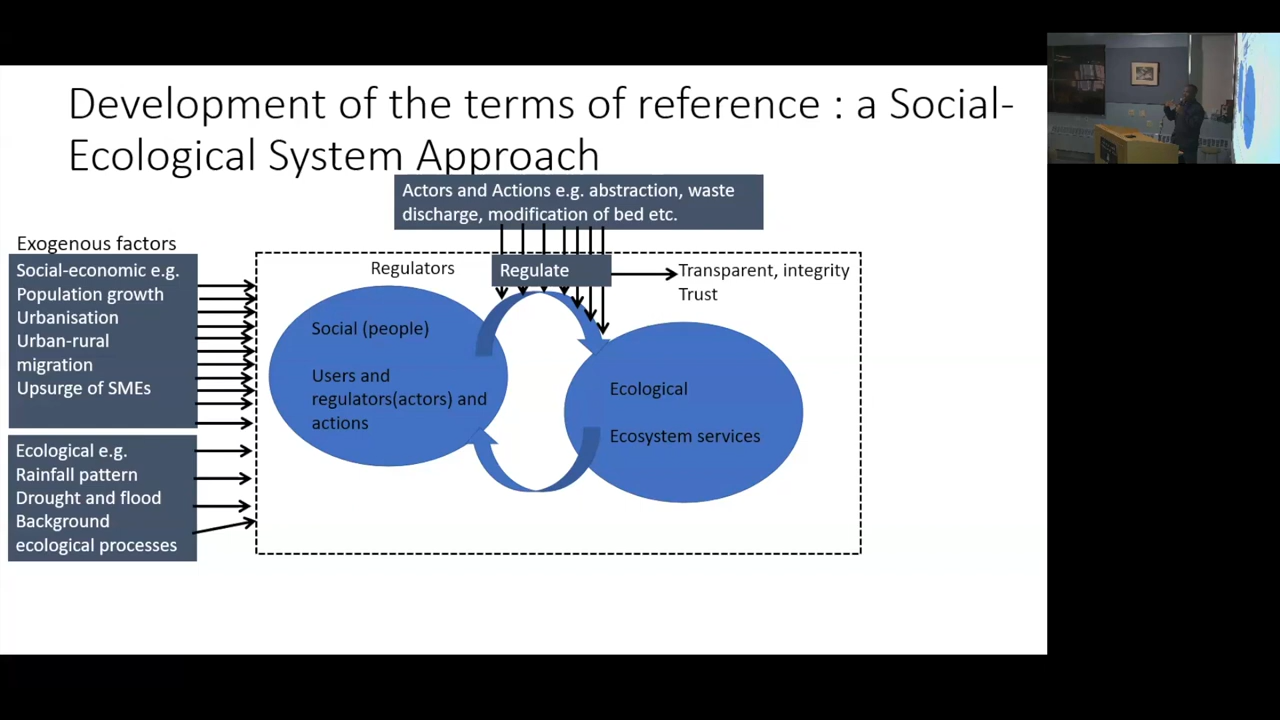 Development of the terms of reference : a Social-
Ecological System Approach
Actors and Actions e.g. abstraction, waste
discharge, modification of bed etc.
Exogenous factors
Social-economic e.g.
Population growth
Urbanisation
Urban-rural
migration
Upsurge of SMEs
Ecological e.g.
Rainfall pattern
Drought and flood
Background
ecological processes
Regulators
Regulate
Transparent, integrity
Trust
Social (people)
Users and
regulators(actors) and
actions
Ecological
Ecosystem services